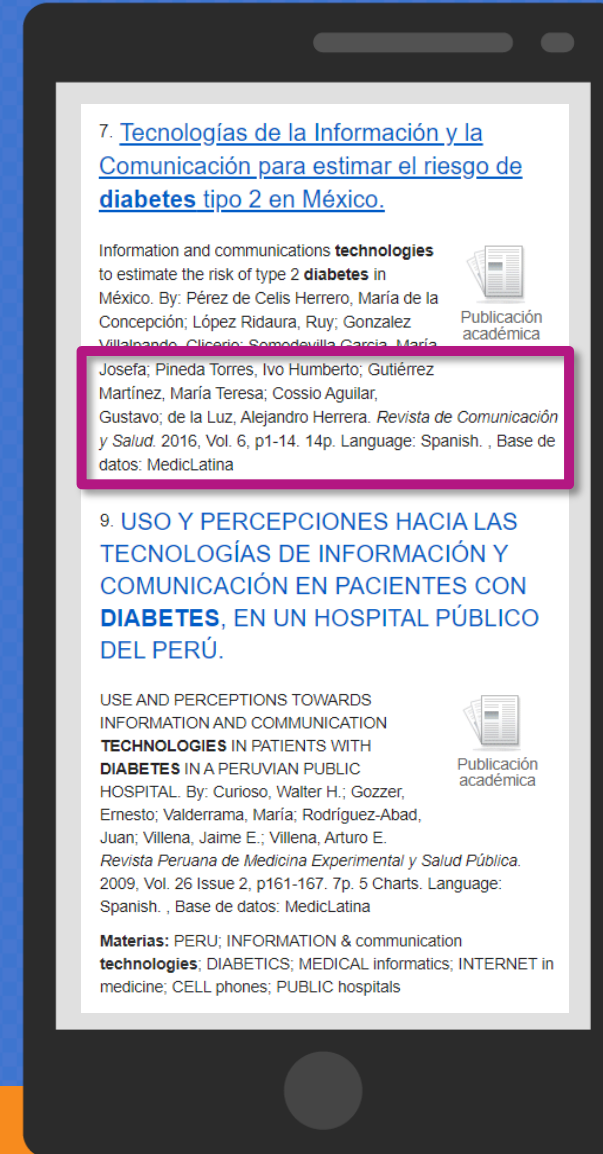 7. Tecnologías de la Información y la
Comunicación para estimar el riesgo de
diabetes tipo 2 en México.
Information and communications technologies
to estimate the risk of type 2 diabetes in
México. By: Pérez de Celis Herrero, María de la
Concepción; López Ridaura, Ruy; Gonzalez
Villalpando, Clicerio; Somodevilla Garcia, María
Josefa; Pineda Torres, Ivo Humberto; Gutiérrez
Martínez, María Teresa; Cossio Aguilar,
Gustavo; de la Luz, Alejandro Herrera. Revista de Comunicación
y Salud. 2016, Vol. 6, p1-14. 14p. Language: Spanish. , Base de
datos: MedicLatina
Publicación
académica
9. USO Y PERCEPCIONES HACIA LAS
TECNOLOGÍAS DE INFORMACIÓN Y
COMUNICACIÓN EN PACIENTES CON
DIABETES, EN UN HOSPITAL PÚBLICO
DEL PERÚ.
USE AND PERCEPTIONS TOWARDS
INFORMATION AND COMMUNICATION
TECHNOLOGIES IN PATIENTS WITH
DIABETES IN A PERUVIAN PUBLIC
HOSPITAL. By: Curioso, Walter H.; Gozzer,
Ernesto; Valderrama, María; Rodríguez-Abad,
Juan; Villena, Jaime E.; Villena, Arturo E.
Revista Peruana de Medicina Experimental y Salud Pública.
2009, Vol. 26 Issue 2, p161-167. 7p. 5 Charts. Language:
Spanish. , Base de datos: MedicLatina
Publicación
académica
Materias: PERU; INFORMATION & communication
technologies; DIABETICS; MEDICAL informatics; INTERNET in
medicine; CELL phones; PUBLIC hospitals